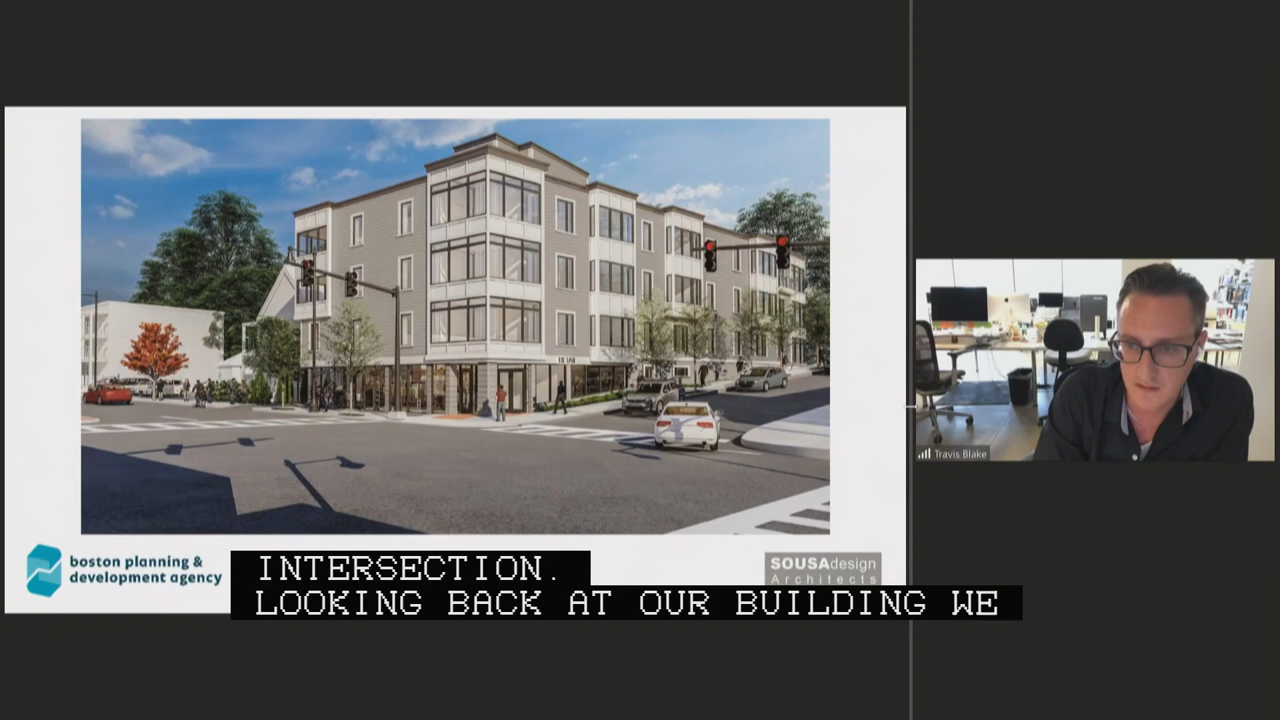 boston planning &
development agency
INTERSECTION.
LOOKING BACK AT OUR BUILDING WE
SOUSAdesign
Architects
Travis Blake